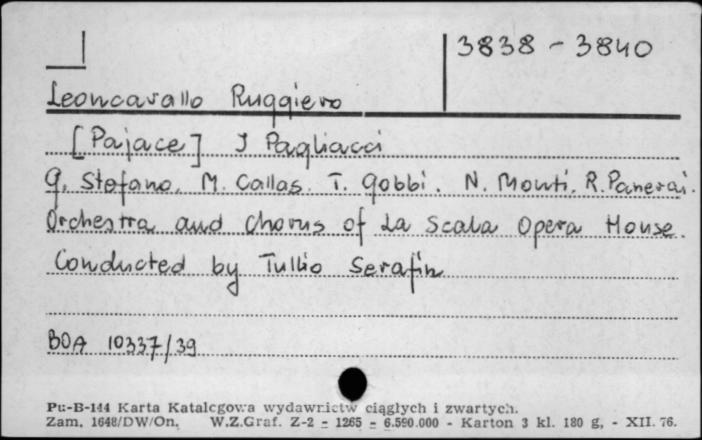 3838 - 3840
Leoncavallo Ruggiero
[Pajace] I Pagliacci
G. Stefano. M. Callas. T. Gobbi. N. Monti. R. Panerai.
Orchestra and Chorus of La Scala Opera House.
Conducted by Tullio Serafin
BOA 10337/39
Pu-B-144 Karta Katalogowa wydawnictw ciągłych i zwartych.
Zam. 1648/DW/On. W.Z.Graf. Z-2 z 1265 z 6.590.000 - Karton 3 kl. 180 g, - XII. 76.